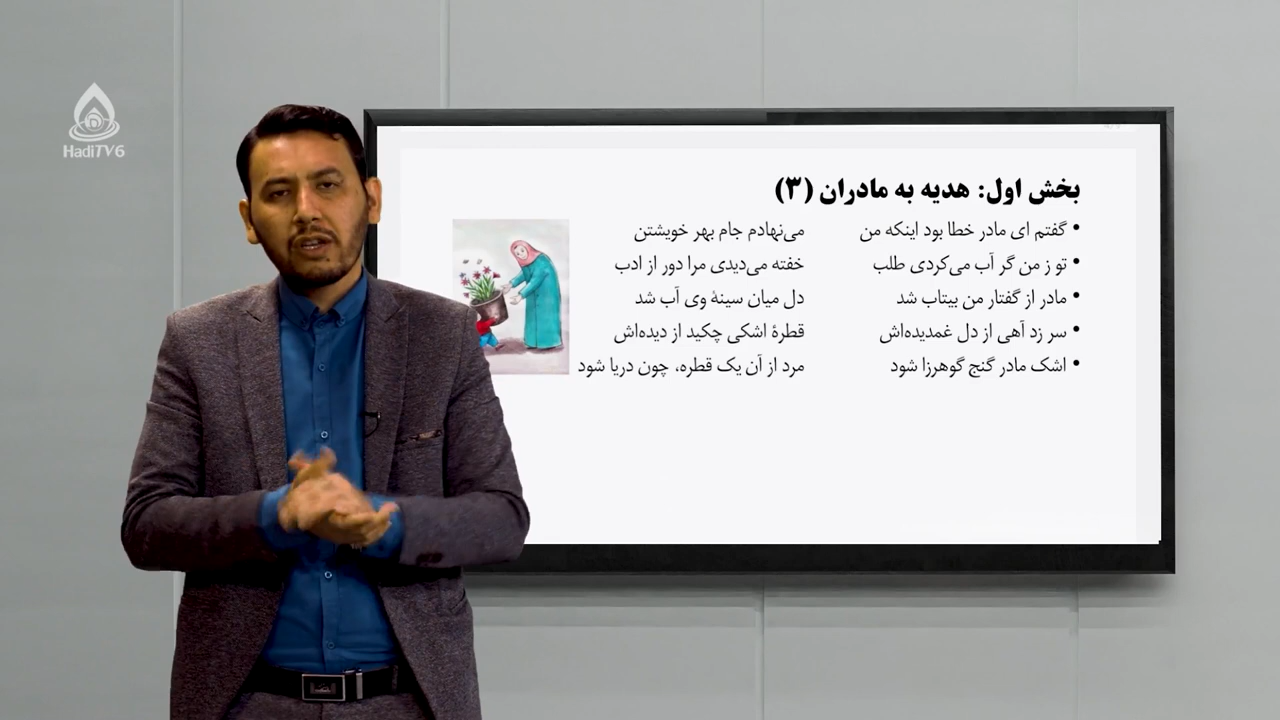 HadiTV6
بخش اول: هدیه به مادران (۳)
• گفتم ای مادر خطا بود اینکه من می‌نهادم جام بهر خویشتن
• تو ز من گر آب می‌کردی طلب خفته می‌دیدی مرا دور از ادب
• مادر از گفتار من بیتاب شد دل میان سینهٔ وی آب شد
• سر زد آهی از دل غمدیده‌اش قطرهٔ اشکی چکید از دیده‌اش
• اشک مادر گنج گوهرزا شود مرد از آن یک قطره، چون دریا شود